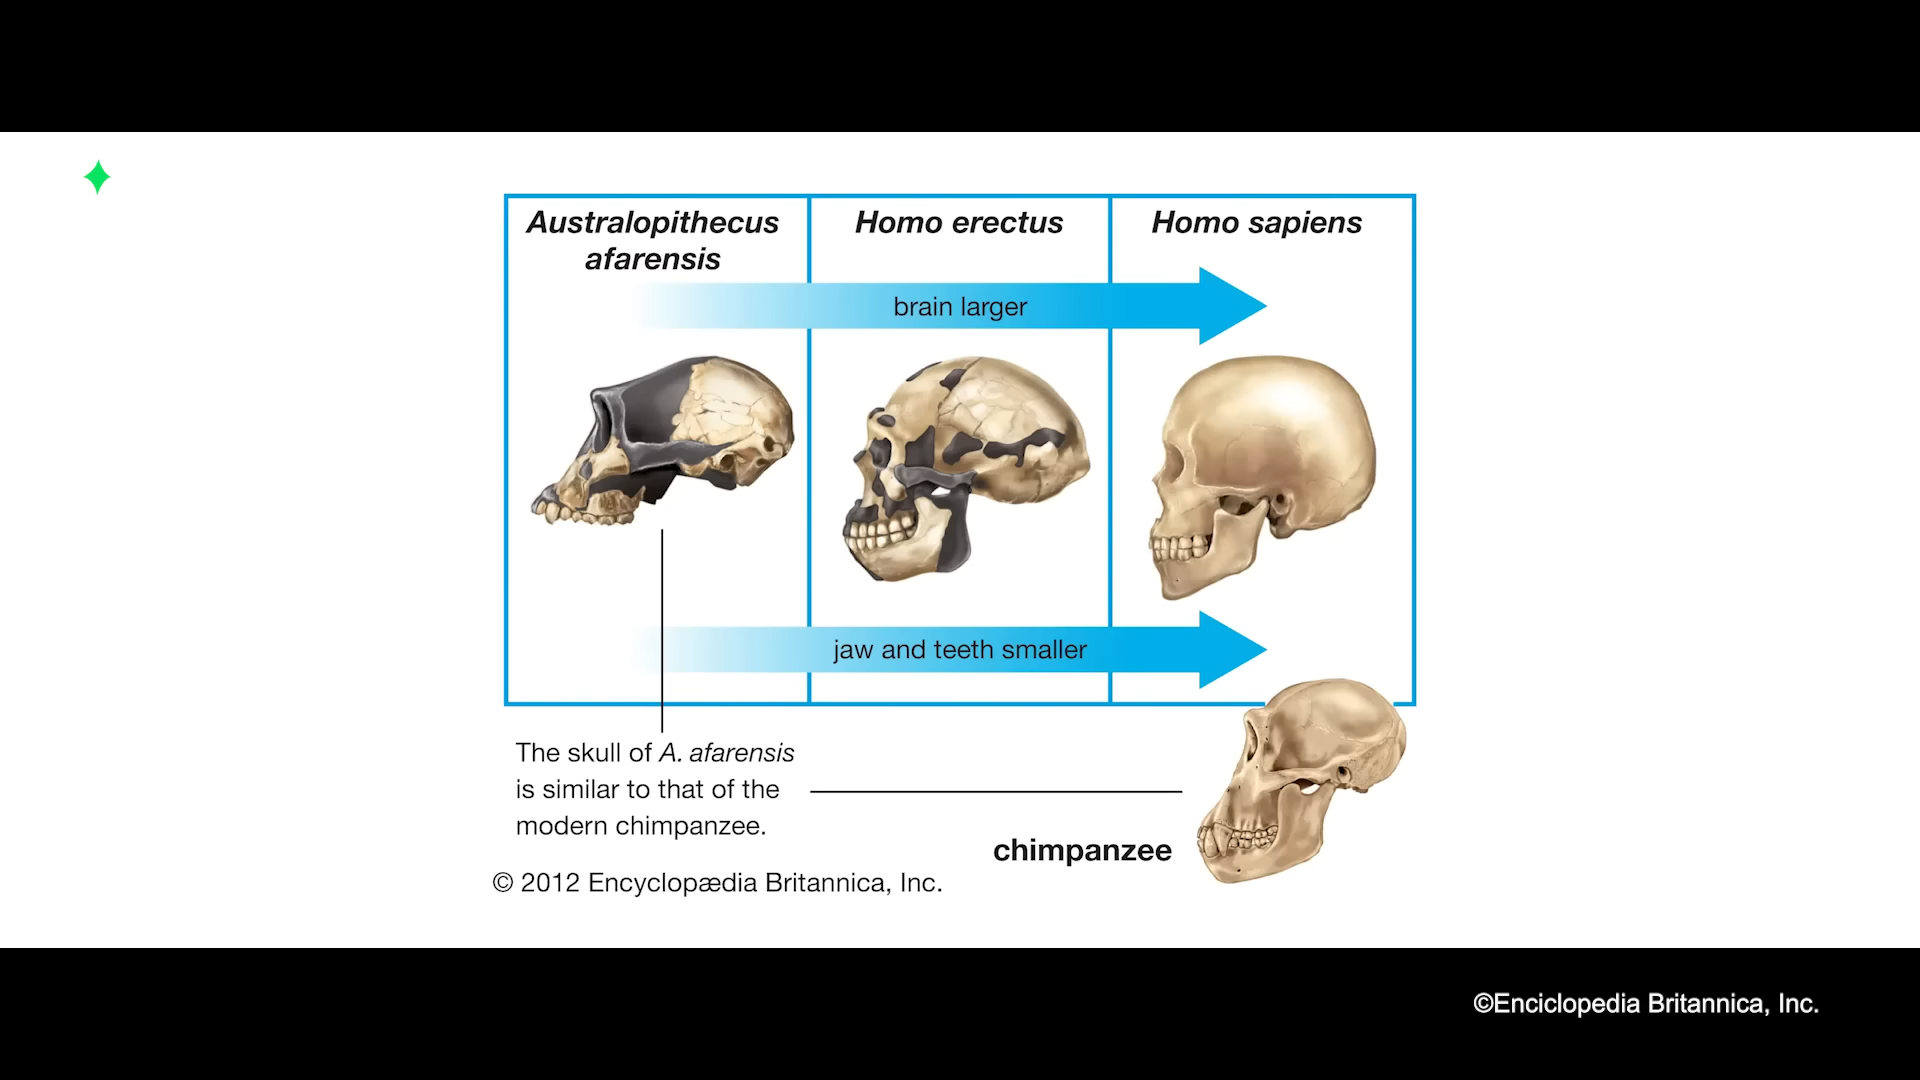 Australopithecus
afarensis
Homo erectus
Homo sapiens
brain larger
jaw and teeth smaller
The skull of A. afarensis
is similar to that of the
modern chimpanzee.
chimpanzee
© 2012 Encyclopædia Britannica, Inc.
©Enciclopedia Britannica, Inc.